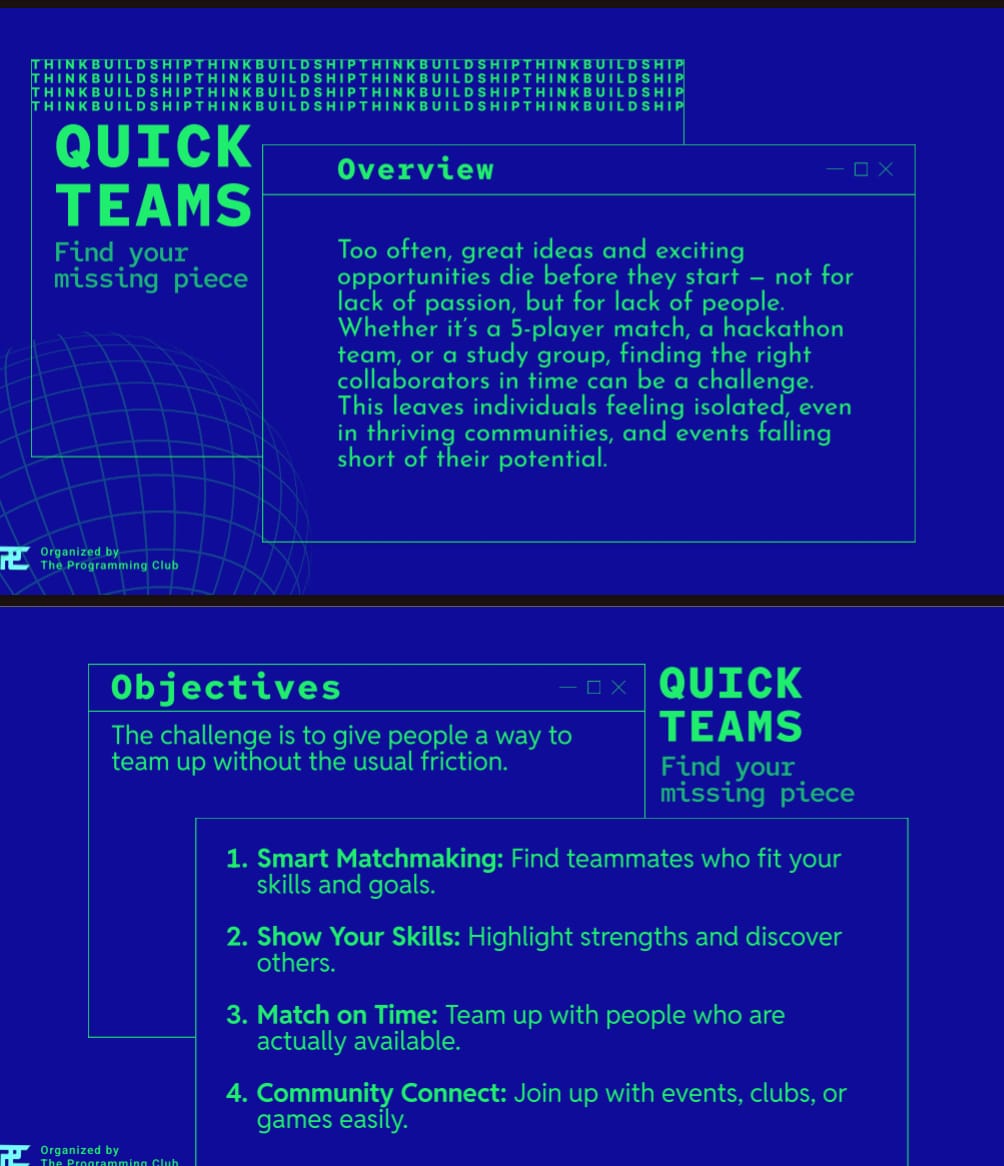 THINKBUILDSHIPTHINKBUILDSHIPTHINKBUILDSHIPTHINKBUILDSHIP
THINKBUILDSHIPTHINKBUILDSHIPTHINKBUILDSHIPTHINKBUILDSHIP
THINKBUILDSHIPTHINKBUILDSHIPTHINKBUILDSHIPTHINKBUILDSHIP
THINKBUILDSHIPTHINKBUILDSHIPTHINKBUILDSHIPTHINKBUILDSHIP
QUICK
TEAMS
Find your
missing piece
Overview
Too often, great ideas and exciting
opportunities die before they start – not for
lack of passion, but for lack of people.
Whether it's a 5-player match, a hackathon
team, or a study group, finding the right
collaborators in time can be a challenge.
This leaves individuals feeling isolated, even
in thriving communities, and events falling
short of their potential.
Organized by
The Programming Club
Objectives
The challenge is to give people a way to
team up without the usual friction.
QUICK
TEAMS
Find your
missing piece
1. Smart Matchmaking: Find teammates who fit your
skills and goals.
2. Show Your Skills: Highlight strengths and discover
others.
3. Match on Time: Team up with people who are
actually available.
4. Community Connect: Join up with events, clubs, or
games easily.
Organized by
The Programming Club